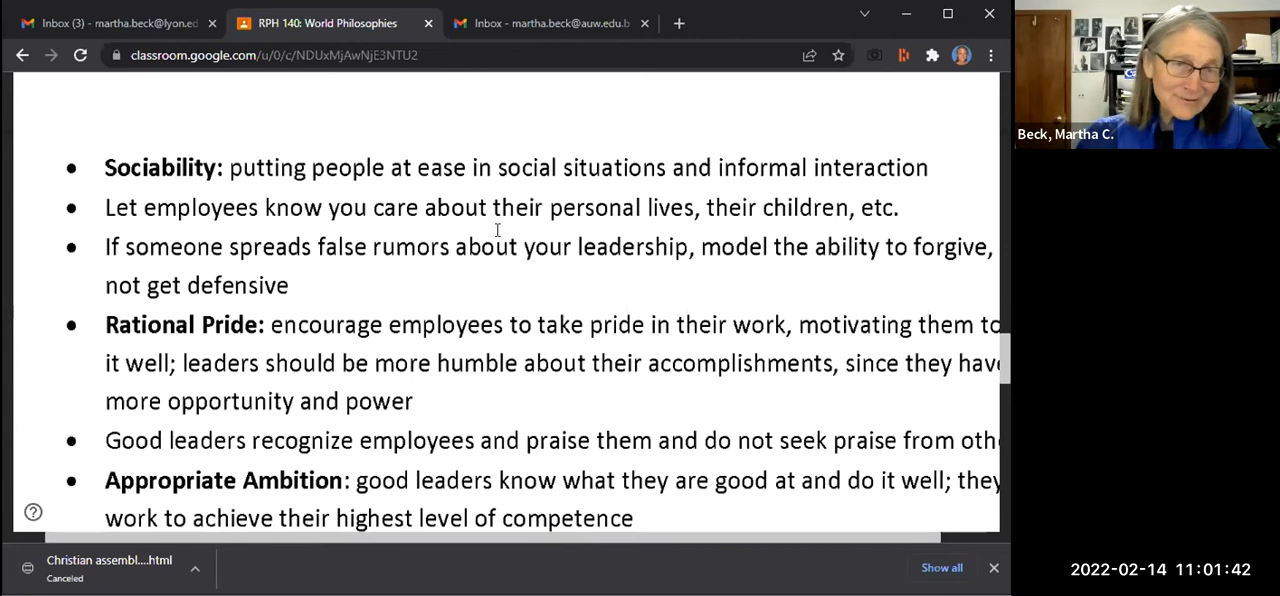 Inbox (3) - martha.beck@lyon.ed
RPH 140: World Philosophies
Inbox - martha.beck@auw.edu.b
classroom.google.com/u/0/c/NDUxMjAwNjE3NTU2
Beck, Martha C.
Sociability: putting people at ease in social situations and informal interaction
Let employees know you care about their personal lives, their children, etc.
If someone spreads false rumors about your leadership, model the ability to forgive,
not get defensive
Rational Pride: encourage employees to take pride in their work, motivating them to
it well; leaders should be more humble about their accomplishments, since they have
more opportunity and power
Good leaders recognize employees and praise them and do not seek praise from oth
Appropriate Ambition: good leaders know what they are good at and do it well; they
work to achieve their highest level of competence
Christian assembl....html
Canceled
Show all
2022-02-14 11:01:42